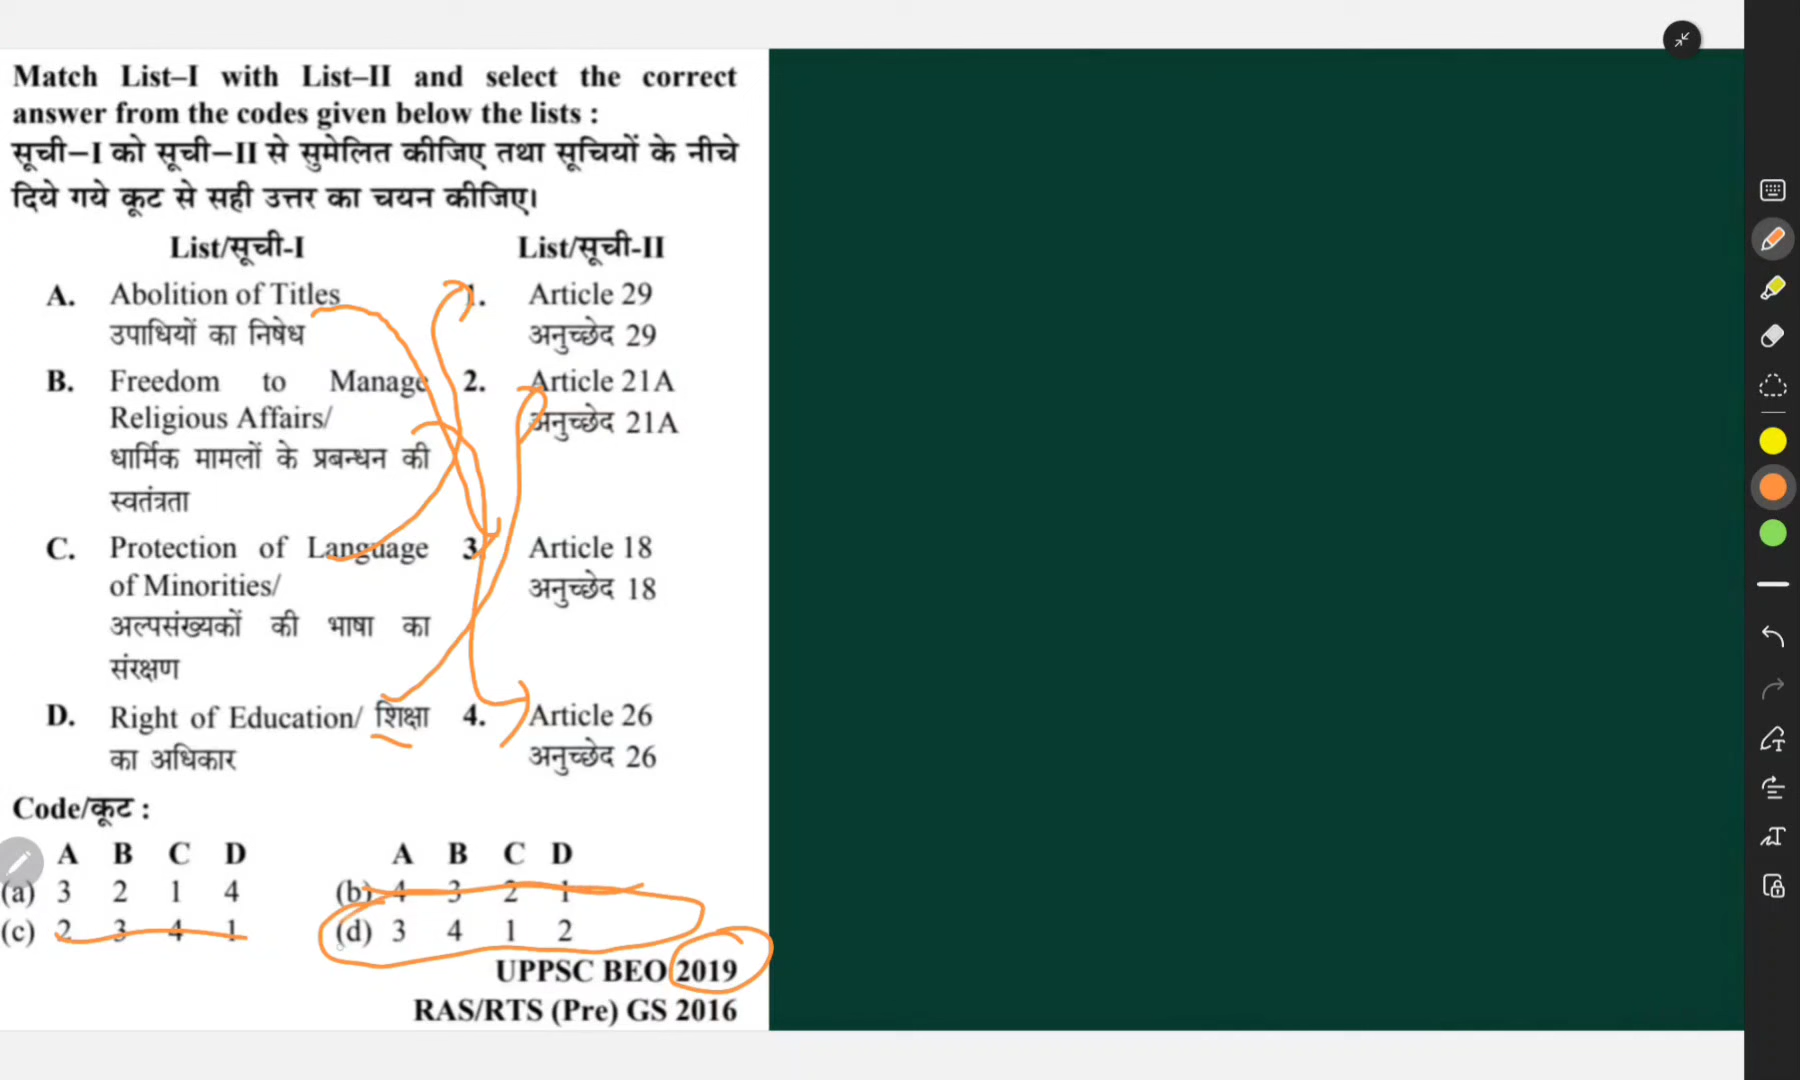 Match List–I with List–II and select the correct
answer from the codes given below the lists :
सूची–I को सूची–II से सुमेलित कीजिए तथा सूचियों के नीचे
दिये गये कूट से सही उत्तर का चयन कीजिए।
List/सूची-I List/सूची-II
A. Abolition of Titles 1. Article 29
उपाधियों का निषेध अनुच्छेद 29
B. Freedom to Manage 2. Article 21A
Religious Affairs/ अनुच्छेद 21A
धार्मिक मामलों के प्रबन्धन की
स्वतंत्रता
C. Protection of Language 3. Article 18
of Minorities/ अनुच्छेद 18
अल्पसंख्यकों की भाषा का
संरक्षण
D. Right of Education/ शिक्षा 4. Article 26
का अधिकार अनुच्छेद 26
Code/कूट :
A B C D A B C D
(a) 3 2 1 4 (b) 4 3 2 1
(c) 2 3 4 1 (d) 3 4 1 2
UPPSC BEO 2019
RAS/RTS (Pre) GS 2016